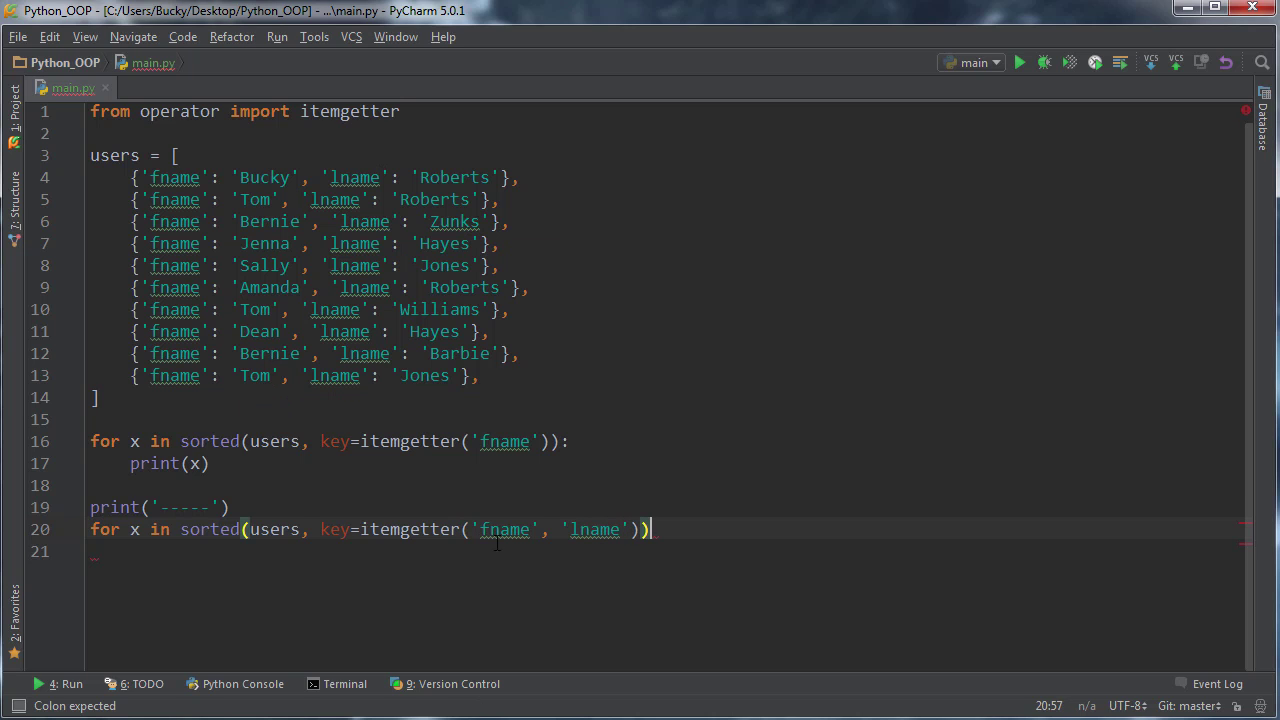 Python_OOP - [C:/Users/Bucky/Desktop/Python_OOP] - ...\main.py - PyCharm 5.0.1
File Edit View Navigate Code Refactor Run Tools VCS Window Help
Python_OOP main.py main VCS VCS
main.py
1: Project
7: Structure
2: Favorites
Database
1 from operator import itemgetter
2
3 users = [
4     {'fname': 'Bucky', 'lname': 'Roberts'},
5     {'fname': 'Tom', 'lname': 'Roberts'},
6     {'fname': 'Bernie', 'lname': 'Zunks'},
7     {'fname': 'Jenna', 'lname': 'Hayes'},
8     {'fname': 'Sally', 'lname': 'Jones'},
9     {'fname': 'Amanda', 'lname': 'Roberts'},
10     {'fname': 'Tom', 'lname': 'Williams'},
11     {'fname': 'Dean', 'lname': 'Hayes'},
12     {'fname': 'Bernie', 'lname': 'Barbie'},
13     {'fname': 'Tom', 'lname': 'Jones'},
14 ]
15
16 for x in sorted(users, key=itemgetter('fname')):
17     print(x)
18
19 print('-----')
20 for x in sorted(users, key=itemgetter('fname', 'lname'))
21
4: Run 6: TODO Python Console Terminal 9: Version Control Event Log
Colon expected 20:57 n/a UTF-8 Git: master